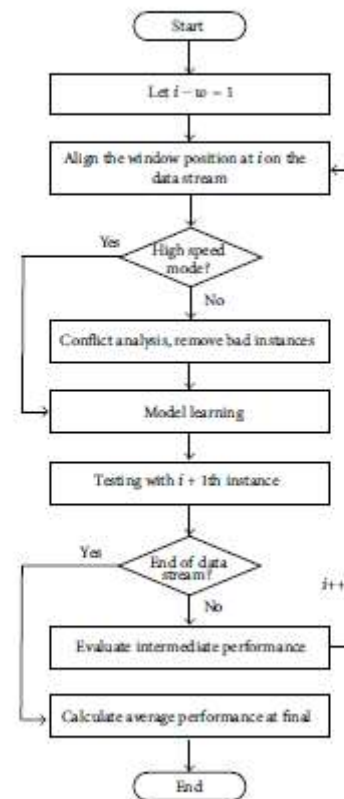 Start
Let i − w − 1
Align the window position at i on the
data stream
Yes
High speed
mode?
No
Conflict analysis, remove bad instances
Model learning
Testing with i + 1th instance
Yes
End of data
stream?
No
i++
Evaluate intermediate performance
Calculate average performance at final
End